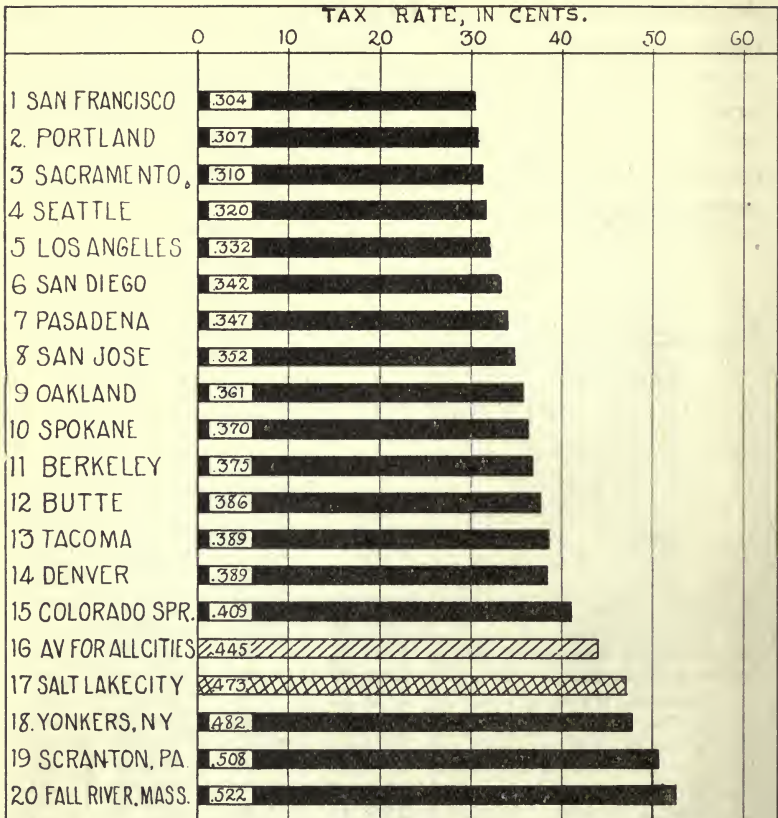 TAX RATE, IN CENTS.
0 10 20 30 40 50 60
1 SAN FRANCISCO .304
2. PORTLAND .307
3 SACRAMENTO. .310
4 SEATTLE .320
5 LOS ANGELES .332
6 SAN DIEGO .342
7 PASADENA .347
8 SAN JOSE .352
9 OAKLAND .361
10 SPOKANE .370
11 BERKELEY .375
12 BUTTE .386
13 TACOMA .389
14 DENVER .389
15 COLORADO SPR. .409
16 AV FOR ALL CITIES .445
17 SALT LAKE CITY .473
18. YONKERS, NY .482
19 SCRANTON, PA. .508
20 FALL RIVER, MASS. .522